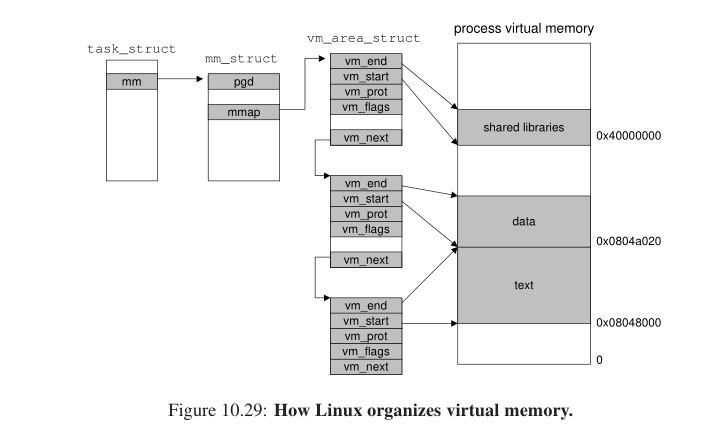 process virtual memory
vm_area_struct
task_struct
mm_struct
mm
pgd
mmap
vm_end
vm_start
vm_prot
vm_flags
vm_next
vm_end
vm_start
vm_prot
vm_flags
vm_next
vm_end
vm_start
vm_prot
vm_flags
vm_next
shared libraries
0x40000000
data
0x0804a020
text
0x08048000
0
Figure 10.29: How Linux organizes virtual memory.